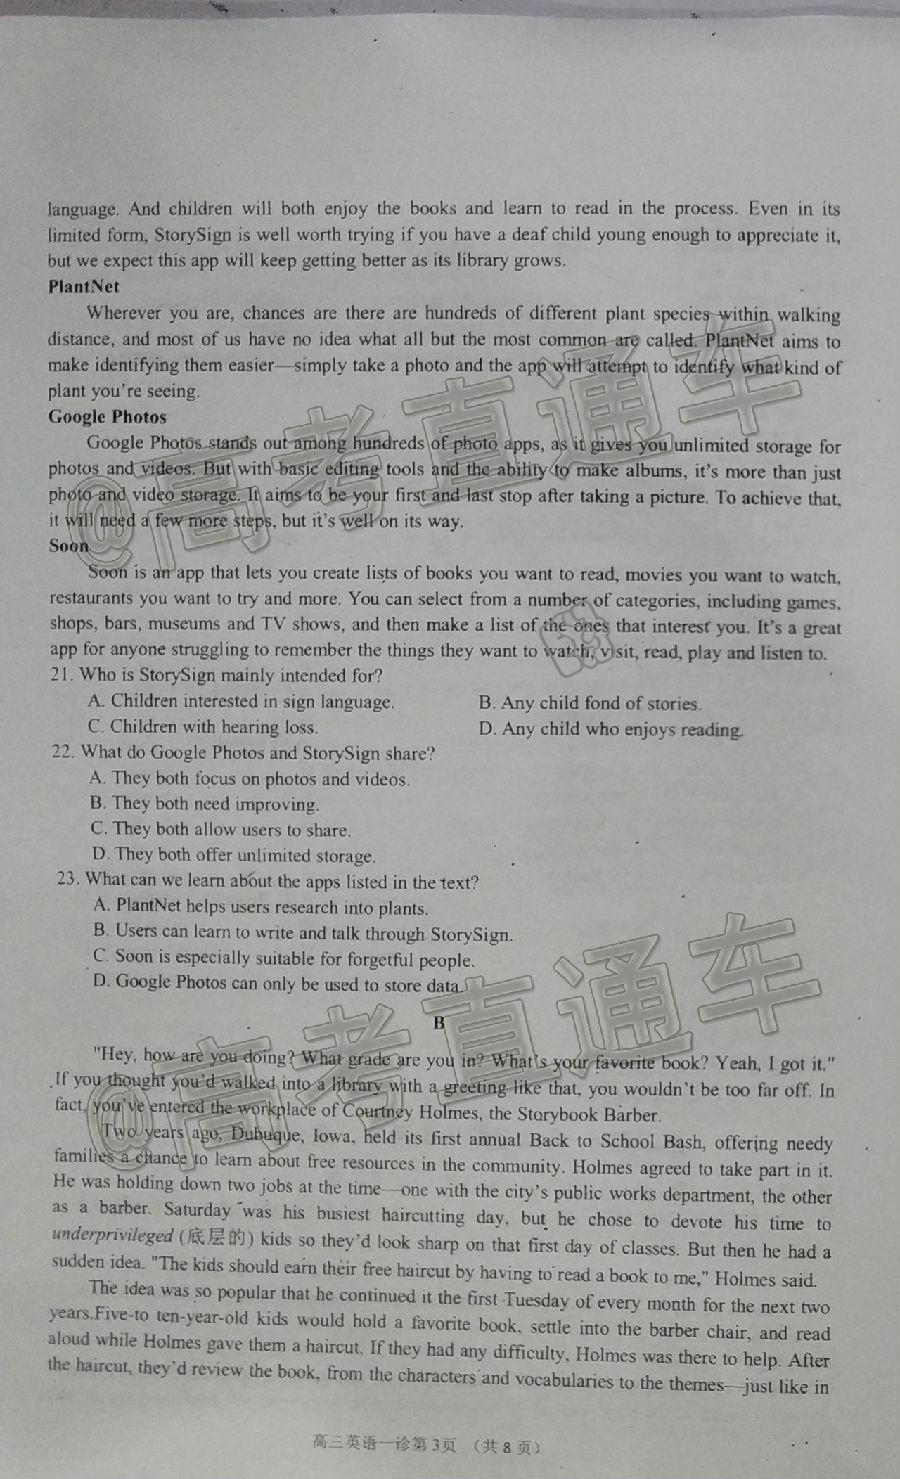 language. And children will both enjoy the books and learn to read in the process. Even in its
limited form, StorySign is well worth trying if you have a deaf child young enough to appreciate it,
but we expect this app will keep getting better as its library grows.
PlantNet
Wherever you are, chances are there are hundreds of different plant species within walking
distance, and most of us have no idea what all but the most common are called. PlantNet aims to
make identifying them easier—simply take a photo and the app will attempt to identify what kind of
plant you're seeing.
Google Photos
Google Photos stands out among hundreds of photo apps, as it gives you unlimited storage for
photos and videos. But with basic editing tools and the ability to make albums, it's more than just
photo and video storage. It aims to be your first and last stop after taking a picture. To achieve that,
it will need a few more steps, but it's well on its way.
Soon
Soon is an app that lets you create lists of books you want to read, movies you want to watch,
restaurants you want to try and more. You can select from a number of categories, including games,
shops, bars, museums and TV shows, and then make a list of the ones that interest you. It's a great
app for anyone struggling to remember the things they want to watch, visit, read, play and listen to.
21. Who is StorySign mainly intended for?
A. Children interested in sign language. B. Any child fond of stories.
C. Children with hearing loss. D. Any child who enjoys reading.
22. What do Google Photos and StorySign share?
A. They both focus on photos and videos.
B. They both need improving.
C. They both allow users to share.
D. They both offer unlimited storage.
23. What can we learn about the apps listed in the text?
A. PlantNet helps users research into plants.
B. Users can learn to write and talk through StorySign.
C. Soon is especially suitable for forgetful people.
D. Google Photos can only be used to store data.
B
"Hey, how are you doing? What grade are you in? What's your favorite book? Yeah, I got it."
If you thought you'd walked into a library with a greeting like that, you wouldn't be too far off. In
fact, you've entered the workplace of Courtney Holmes, the Storybook Barber.
Two years ago, Dubuque, Iowa, held its first annual Back to School Bash, offering needy
families a chance to learn about free resources in the community. Holmes agreed to take part in it.
He was holding down two jobs at the time—one with the city's public works department, the other
as a barber. Saturday was his busiest haircutting day, but he chose to devote his time to
underprivileged (底层的) kids so they'd look sharp on that first day of classes. But then he had a
sudden idea. "The kids should earn their free haircut by having to read a book to me," Holmes said.
The idea was so popular that he continued it the first Tuesday of every month for the next two
years.Five-to ten-year-old kids would hold a favorite book, settle into the barber chair, and read
aloud while Holmes gave them a haircut. If they had any difficulty, Holmes was there to help. After
the haircut, they'd review the book, from the characters and vocabularies to the themes—just like in
高三英语一诊第3页 (共8页)
@高考直通车
@高考直通车